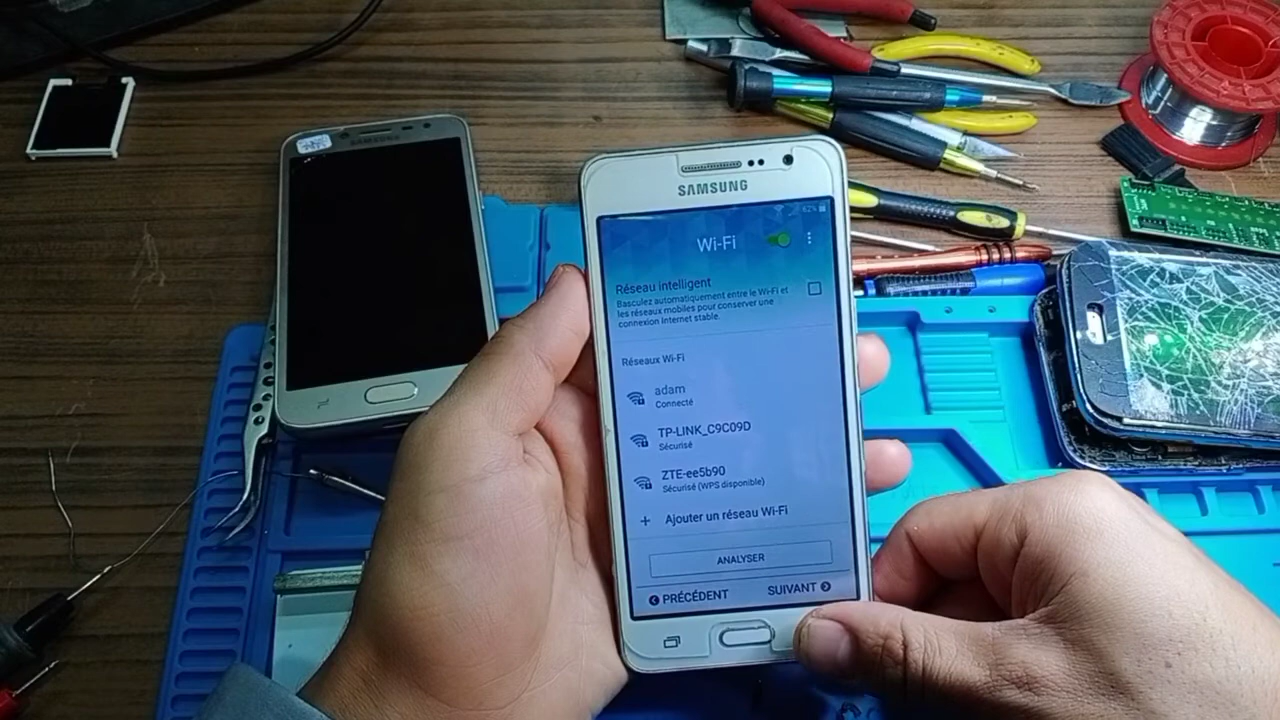 SAMSUNG
SAMSUNG
62%
Wi-Fi
Réseau intelligent
Basculez automatiquement entre le Wi-Fi et
les réseaux mobiles pour conserver une
connexion Internet stable.
Réseaux Wi-Fi
adam
Connecté
TP-LINK_C9C09D
Sécurisé
ZTE-ee5b90
Sécurisé (WPS disponible)
+ Ajouter un réseau Wi-Fi
ANALYSER
PRÉCÉDENT
SUIVANT